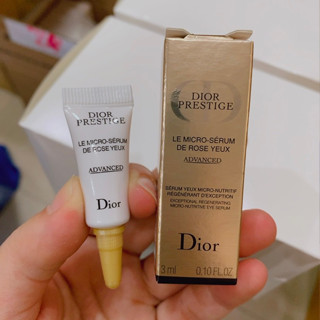 DIOR
PRESTIGE
LE MICRO-SÉRUM
DE ROSE YEUX
ADVANCED
DIOR
PRESTIGE
LE MICRO-SÉRUM
DE ROSE YEUX
ADVANCED
SÉRUM YEUX MICRO-NUTRITIF
RÉGÉNÉRANT D'EXCEPTION
EXCEPTIONAL REGENERATING
MICRO-NUTRITIVE EYE SERUM
Dior
3 ml 0.10 FL.OZ
Dior